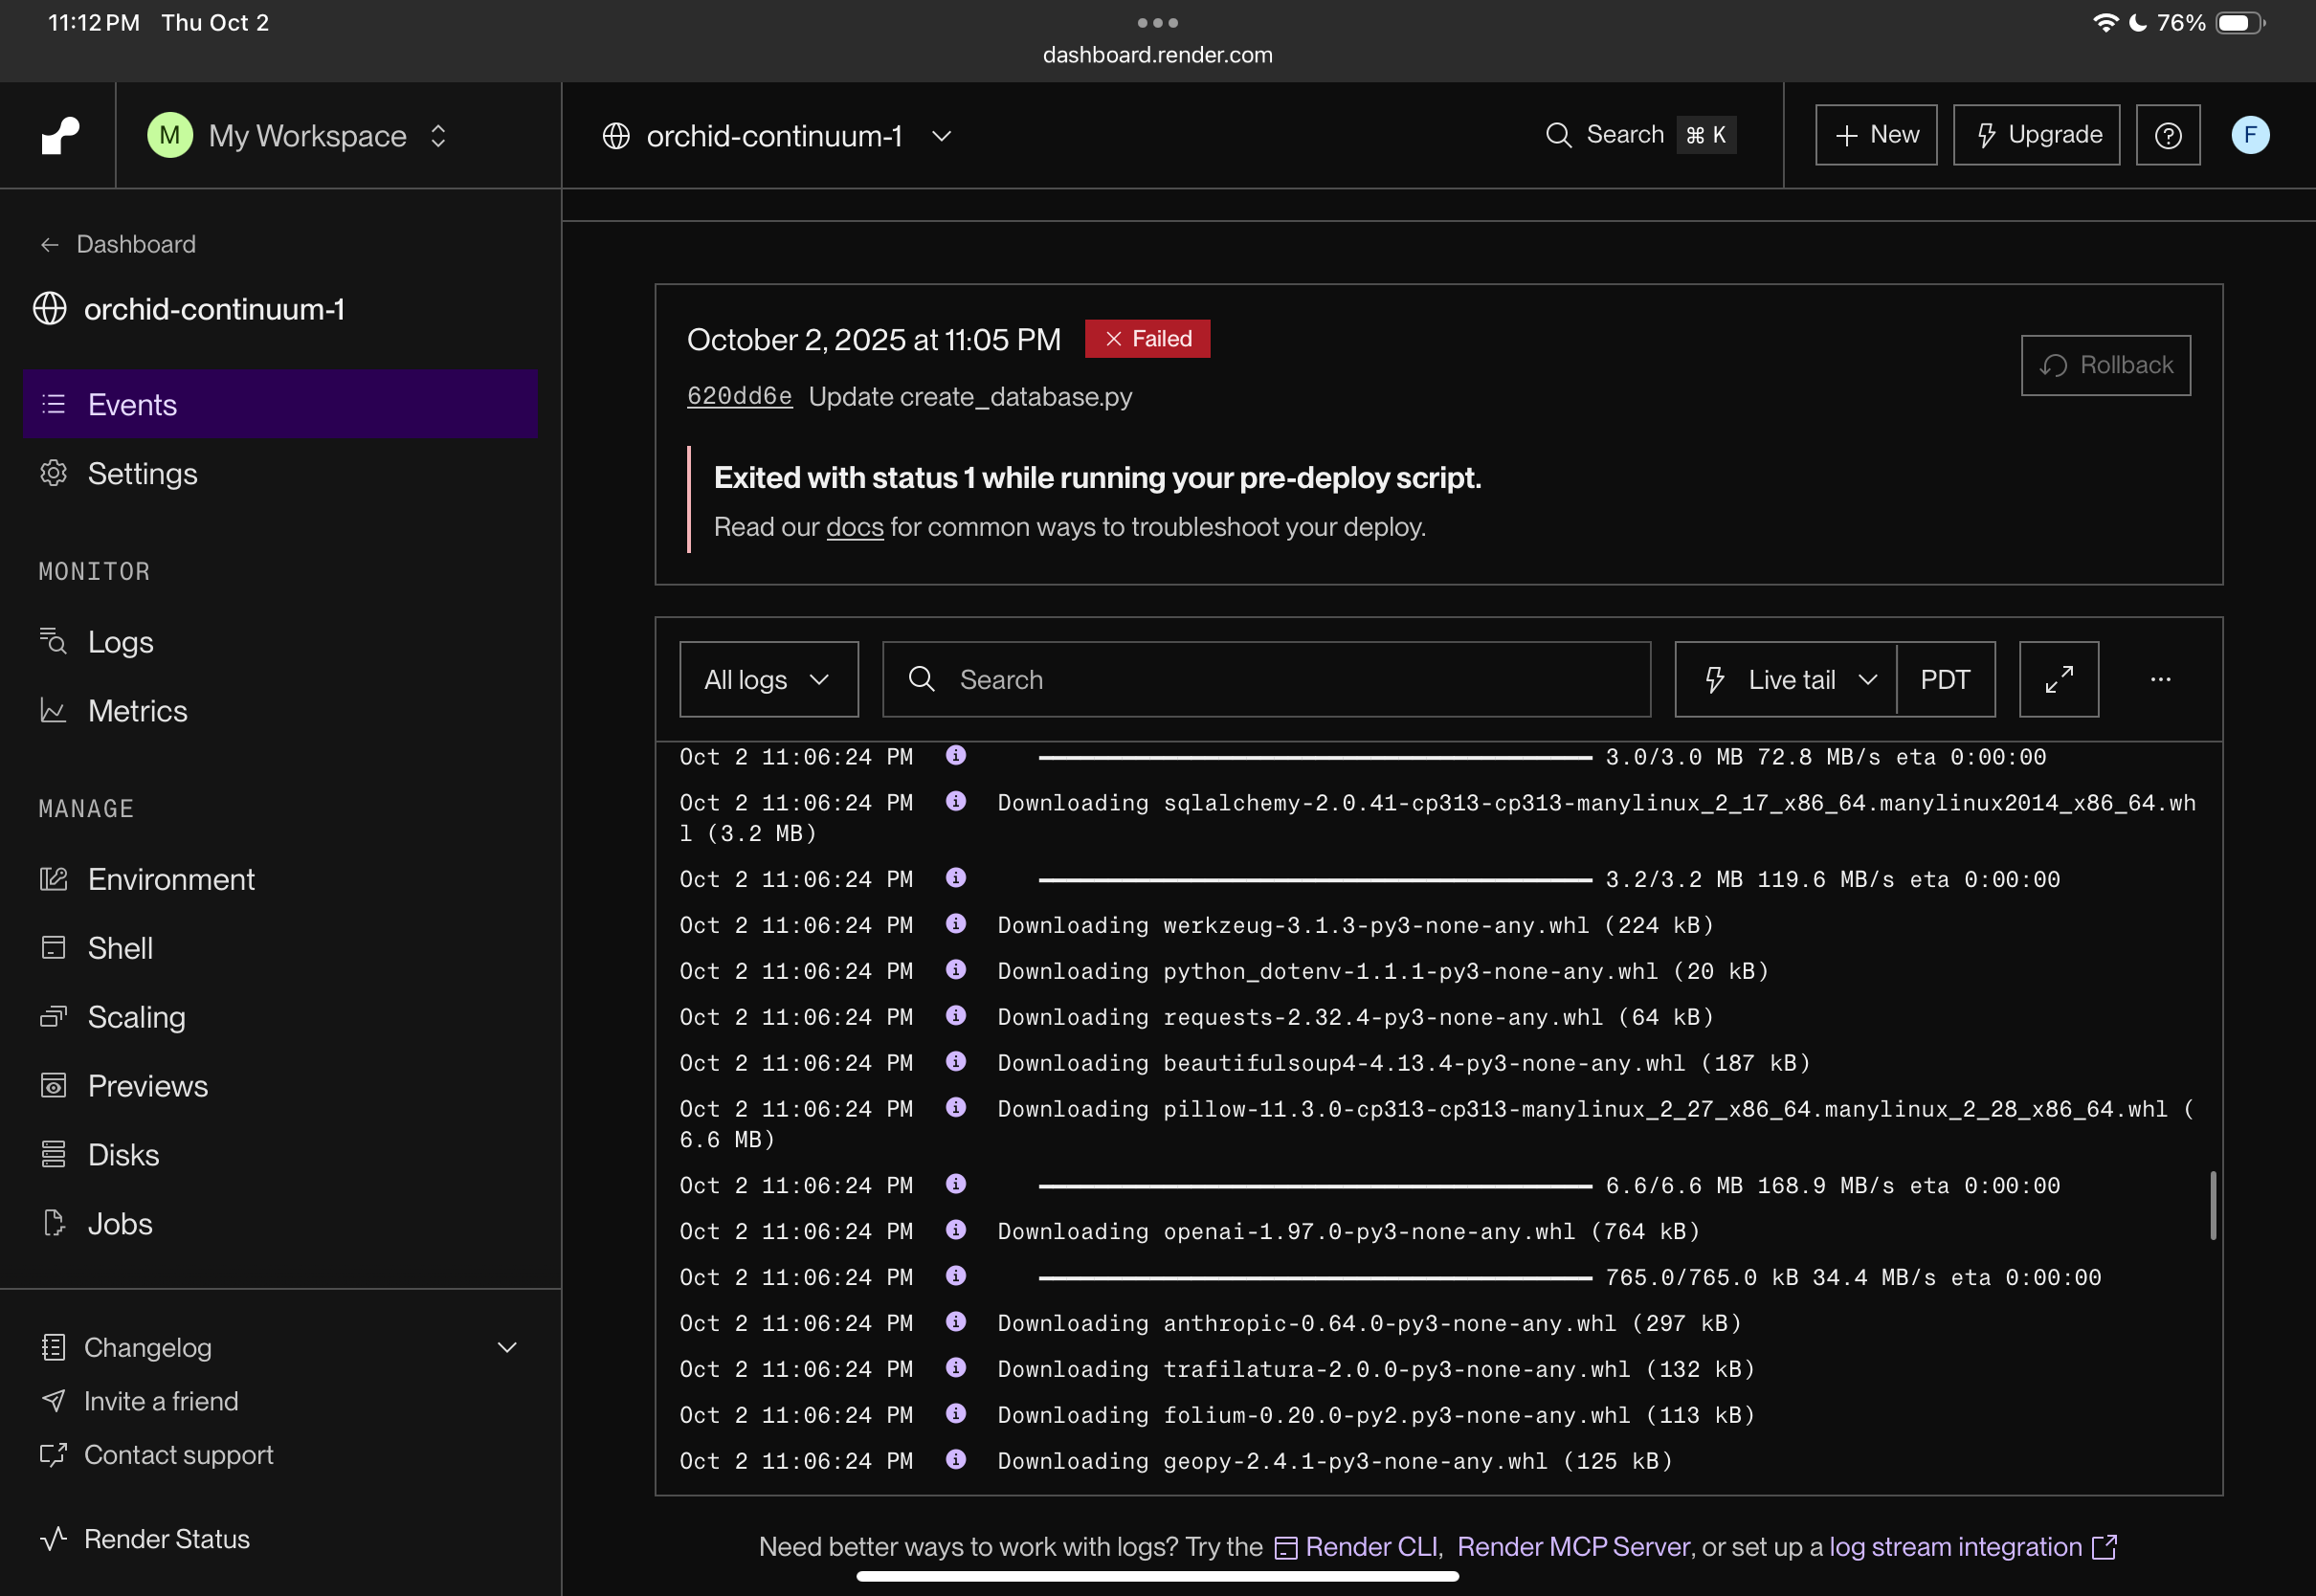 11:12 PM Thu Oct 2
76%
dashboard.render.com
M My Workspace
orchid-continuum-1
Search ⌘ K
+ New
Upgrade
F
← Dashboard
orchid-continuum-1
Events
Settings
MONITOR
Logs
Metrics
MANAGE
Environment
Shell
Scaling
Previews
Disks
Jobs
Changelog
Invite a friend
Contact support
Render Status
October 2, 2025 at 11:05 PM
Failed
Rollback
620dd6e Update create_database.py
Exited with status 1 while running your pre-deploy script.
Read our docs for common ways to troubleshoot your deploy.
All logs
Search
Live tail
PDT
Oct 2 11:06:24 PM 3.0/3.0 MB 72.8 MB/s eta 0:00:00
Oct 2 11:06:24 PM Downloading sqlalchemy-2.0.41-cp313-cp313-manylinux_2_17_x86_64.manylinux2014_x86_64.wh
l (3.2 MB)
Oct 2 11:06:24 PM 3.2/3.2 MB 119.6 MB/s eta 0:00:00
Oct 2 11:06:24 PM Downloading werkzeug-3.1.3-py3-none-any.whl (224 kB)
Oct 2 11:06:24 PM Downloading python_dotenv-1.1.1-py3-none-any.whl (20 kB)
Oct 2 11:06:24 PM Downloading requests-2.32.4-py3-none-any.whl (64 kB)
Oct 2 11:06:24 PM Downloading beautifulsoup4-4.13.4-py3-none-any.whl (187 kB)
Oct 2 11:06:24 PM Downloading pillow-11.3.0-cp313-cp313-manylinux_2_27_x86_64.manylinux_2_28_x86_64.whl (
6.6 MB)
Oct 2 11:06:24 PM 6.6/6.6 MB 168.9 MB/s eta 0:00:00
Oct 2 11:06:24 PM Downloading openai-1.97.0-py3-none-any.whl (764 kB)
Oct 2 11:06:24 PM 765.0/765.0 kB 34.4 MB/s eta 0:00:00
Oct 2 11:06:24 PM Downloading anthropic-0.64.0-py3-none-any.whl (297 kB)
Oct 2 11:06:24 PM Downloading trafilatura-2.0.0-py3-none-any.whl (132 kB)
Oct 2 11:06:24 PM Downloading folium-0.20.0-py2.py3-none-any.whl (113 kB)
Oct 2 11:06:24 PM Downloading geopy-2.4.1-py3-none-any.whl (125 kB)
Need better ways to work with logs? Try the Render CLI, Render MCP Server, or set up a log stream integration